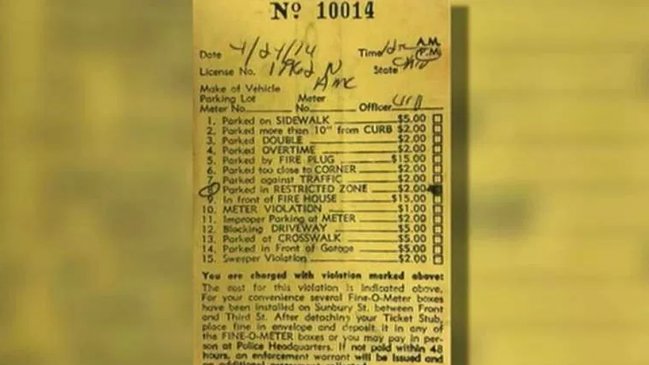 Nº 10014
Date 4/24/74 Time 12 A.M. P.M.
License No. 1962 N State Ohio
Make of Vehicle AMC
Parking Lot Meter
Meter No. No. Officer
1. Parked on SIDEWALK $5.00
2. Parked more than 10" from CURB $2.00
3. Parked DOUBLE $2.00
4. Parked OVERTIME $2.00
5. Parked by FIRE PLUG $15.00
6. Parked too close to CORNER $2.00
7. Parked against TRAFFIC $2.00
8. Parked in RESTRICTED ZONE $2.00
9. In front of FIRE HOUSE $15.00
10. METER VIOLATION $1.00
11. Improper Parking at METER $2.00
12. Blocking DRIVEWAY $5.00
13. Parked at CROSSWALK $5.00
14. Parked in Front of Garage $5.00
15. Sweeper Violation $2.00
You are charged with violation marked above:
The cost for this violation is indicated above.
For your convenience several Fine-O-Meter boxes
have been installed on Sunbury St. between Front
and Third St. After detaching your Ticket Stub,
place fine in envelope and deposit it in any of
the FINE-O-METER boxes or you may pay in per-
son at Police Headquarters. If not paid within 48
hours, an enforcement warrant will be issued and